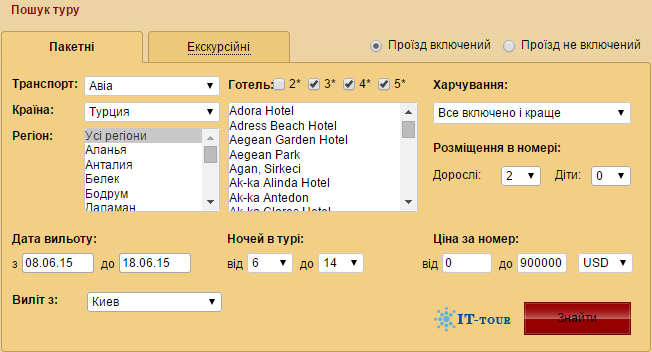 Пошук туру
Пакетні Екскурсійні Проїзд включений Проїзд не включений
Транспорт: Авіа Готель: 2* 3* 4* 5* Харчування:
Країна: Турция Adora Hotel Все включено і краще
Регіон: Усі регіони Adress Beach Hotel
Аланья Aegean Garden Hotel Розміщення в номері:
Анталия Aegean Park
Белек Agan, Sirkeci Дорослі: 2 Діти: 0
Бодрум Ak-ka Alinda Hotel
Даламан Ak-ka Antedon
Ak-ka Claros Hotel
Дата вильоту: Ночей в турі: Ціна за номер:
з 08.06.15 до 18.06.15 від 6 до 14 від 0 до 900000 USD
Виліт з: Киев IT-TOUR Знайти